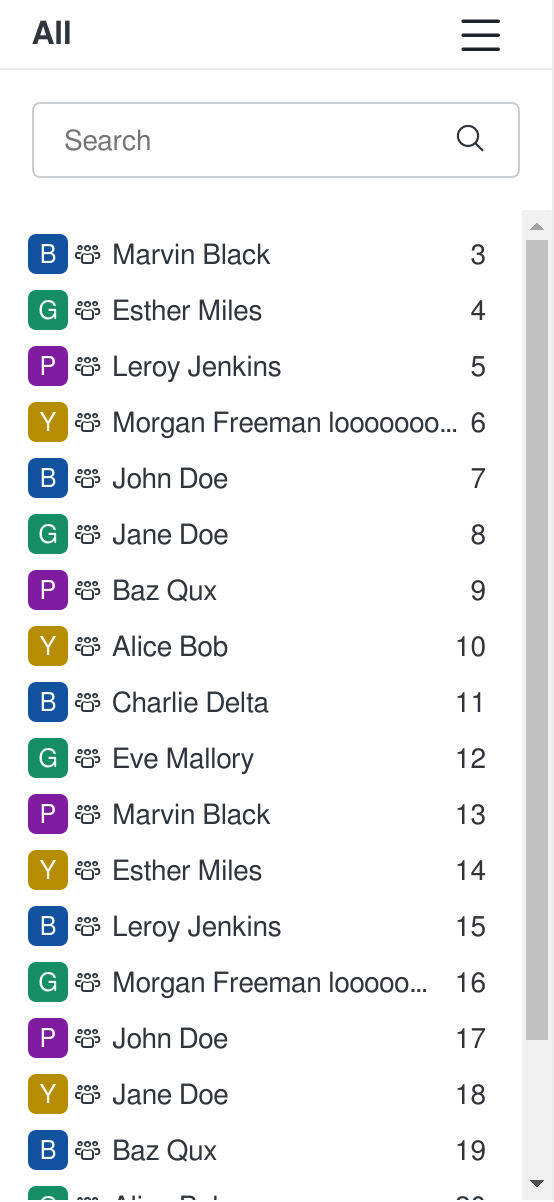 All
Search
B Marvin Black 3
G Esther Miles 4
P Leroy Jenkins 5
Y Morgan Freeman looooooo... 6
B John Doe 7
G Jane Doe 8
P Baz Qux 9
Y Alice Bob 10
B Charlie Delta 11
G Eve Mallory 12
P Marvin Black 13
Y Esther Miles 14
B Leroy Jenkins 15
G Morgan Freeman looooo... 16
P John Doe 17
Y Jane Doe 18
B Baz Qux 19